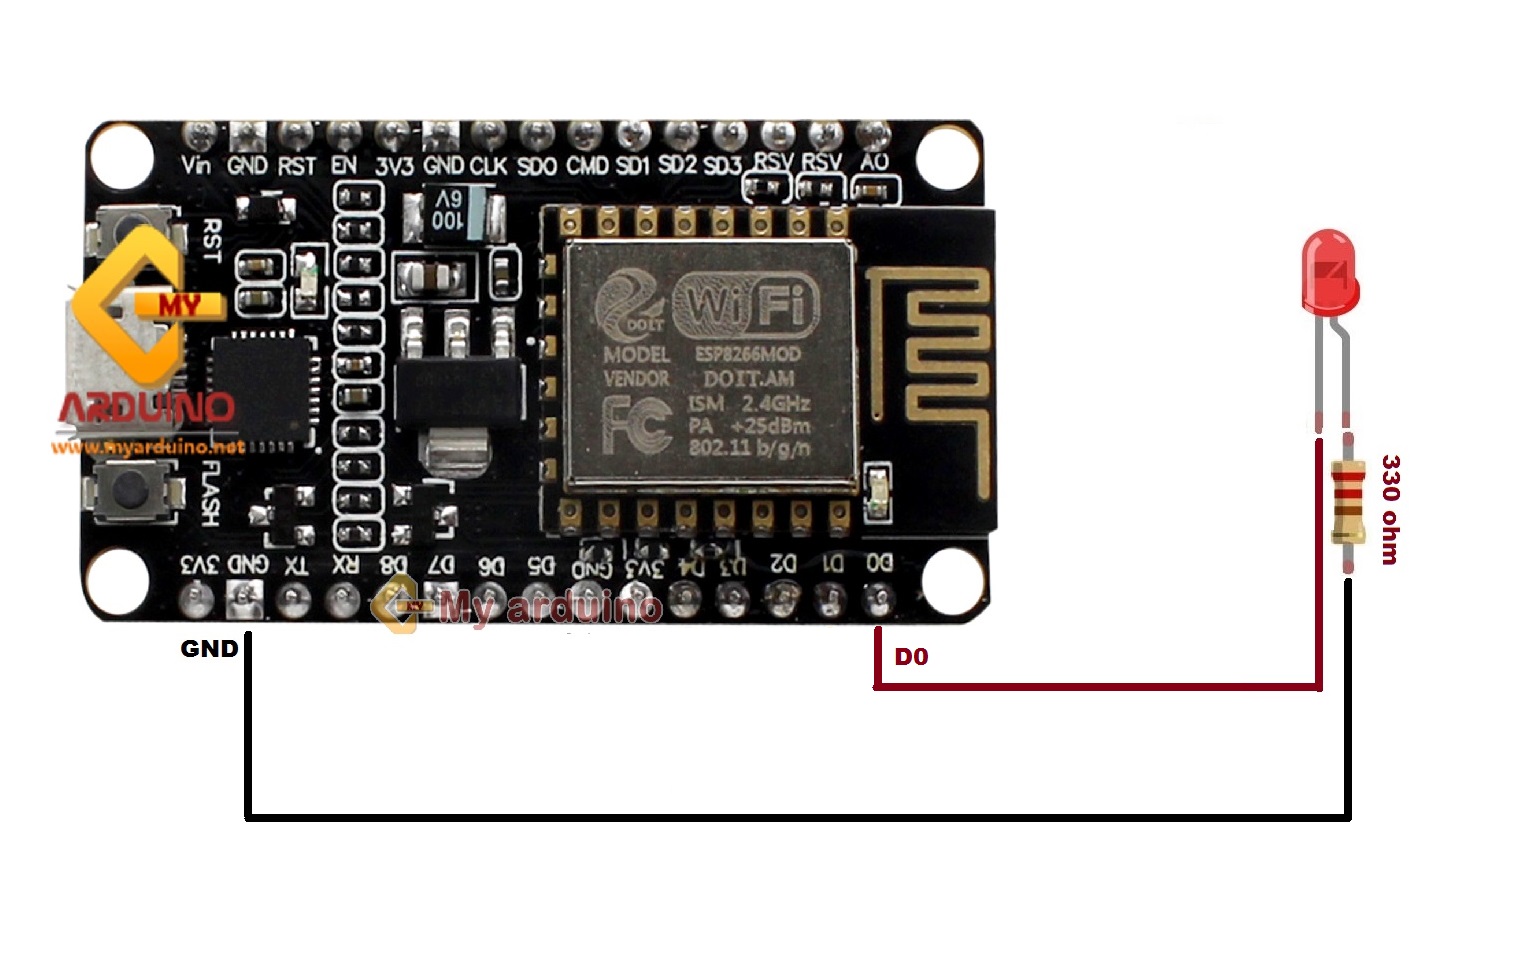 Vin GND RST EN 3V3 GND CLK SD0 CMD SD1 SD2 SD3 RSV RSV A0
RST
100
6V
MY
ARDUINO
www.myarduino.net
DOIT
WiFi
MODEL ESP8266MOD
VENDOR DOIT.AM
FC
ISM 2.4GHz
PA +25dBm
802.11 b/g/n
FLASH
330 ohm
3V3 GND TX RX D8 D7 D6 D5 GND 3V3 D4 D3 D2 D1 D0
MY
My arduino
GND
D0